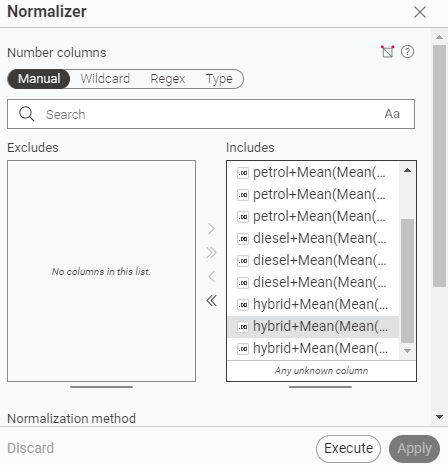 Normalizer
Number columns
Manual Wildcard Regex Type
Search Aa
Excludes Includes
No columns in this list.
petrol+Mean(Mean(...
petrol+Mean(Mean(...
petrol+Mean(Mean(...
diesel+Mean(Mean(...
diesel+Mean(Mean(...
diesel+Mean(Mean(...
hybrid+Mean(Mean(...
hybrid+Mean(Mean(...
hybrid+Mean(Mean(...
Any unknown column
Normalization method
Discard Execute Apply